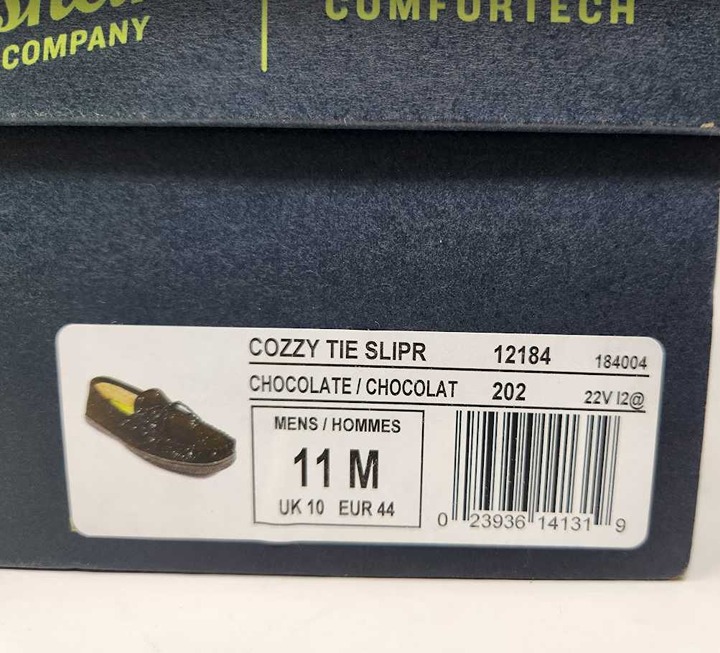 COMPANY
COMFORTECH
COZZY TIE SLIPR 12184 184004
CHOCOLATE / CHOCOLAT 202 22V I2@
MENS / HOMMES
11 M
UK 10 EUR 44
0 23936 14131 9